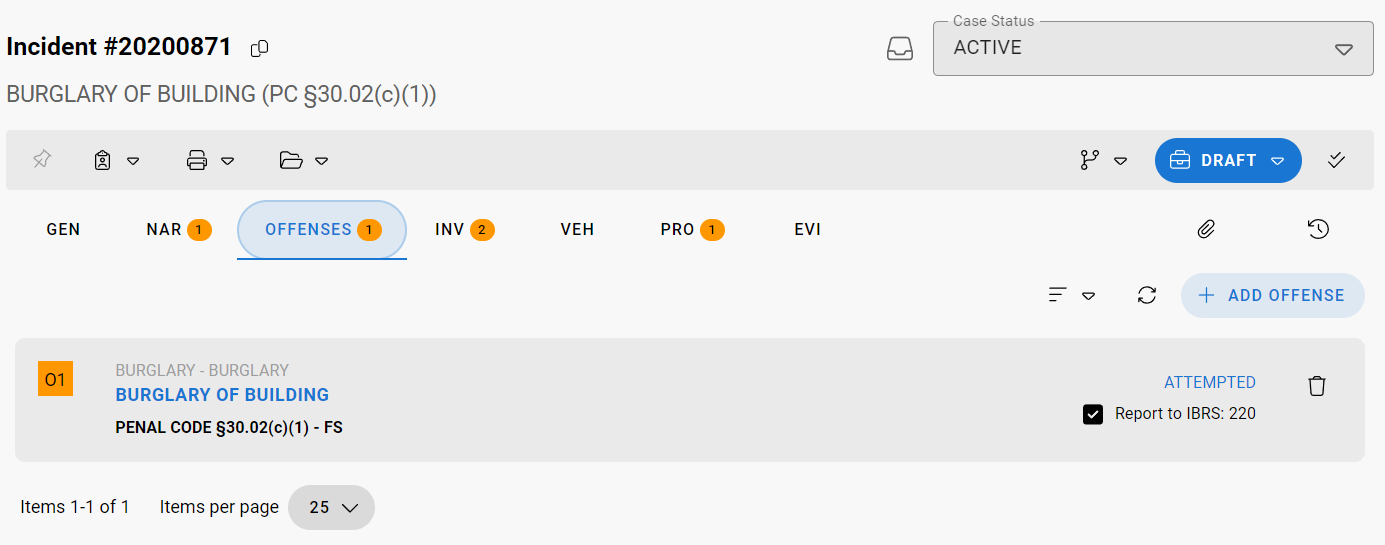 Incident #20200871
Case Status
ACTIVE
BURGLARY OF BUILDING (PC §30.02(c)(1))
DRAFT
GEN NAR 1 OFFENSES 1 INV 2 VEH PRO 1 EVI
ADD OFFENSE
O1
BURGLARY - BURGLARY
BURGLARY OF BUILDING
PENAL CODE §30.02(c)(1) - FS
ATTEMPTED
Report to IBRS: 220
Items 1-1 of 1 Items per page 25